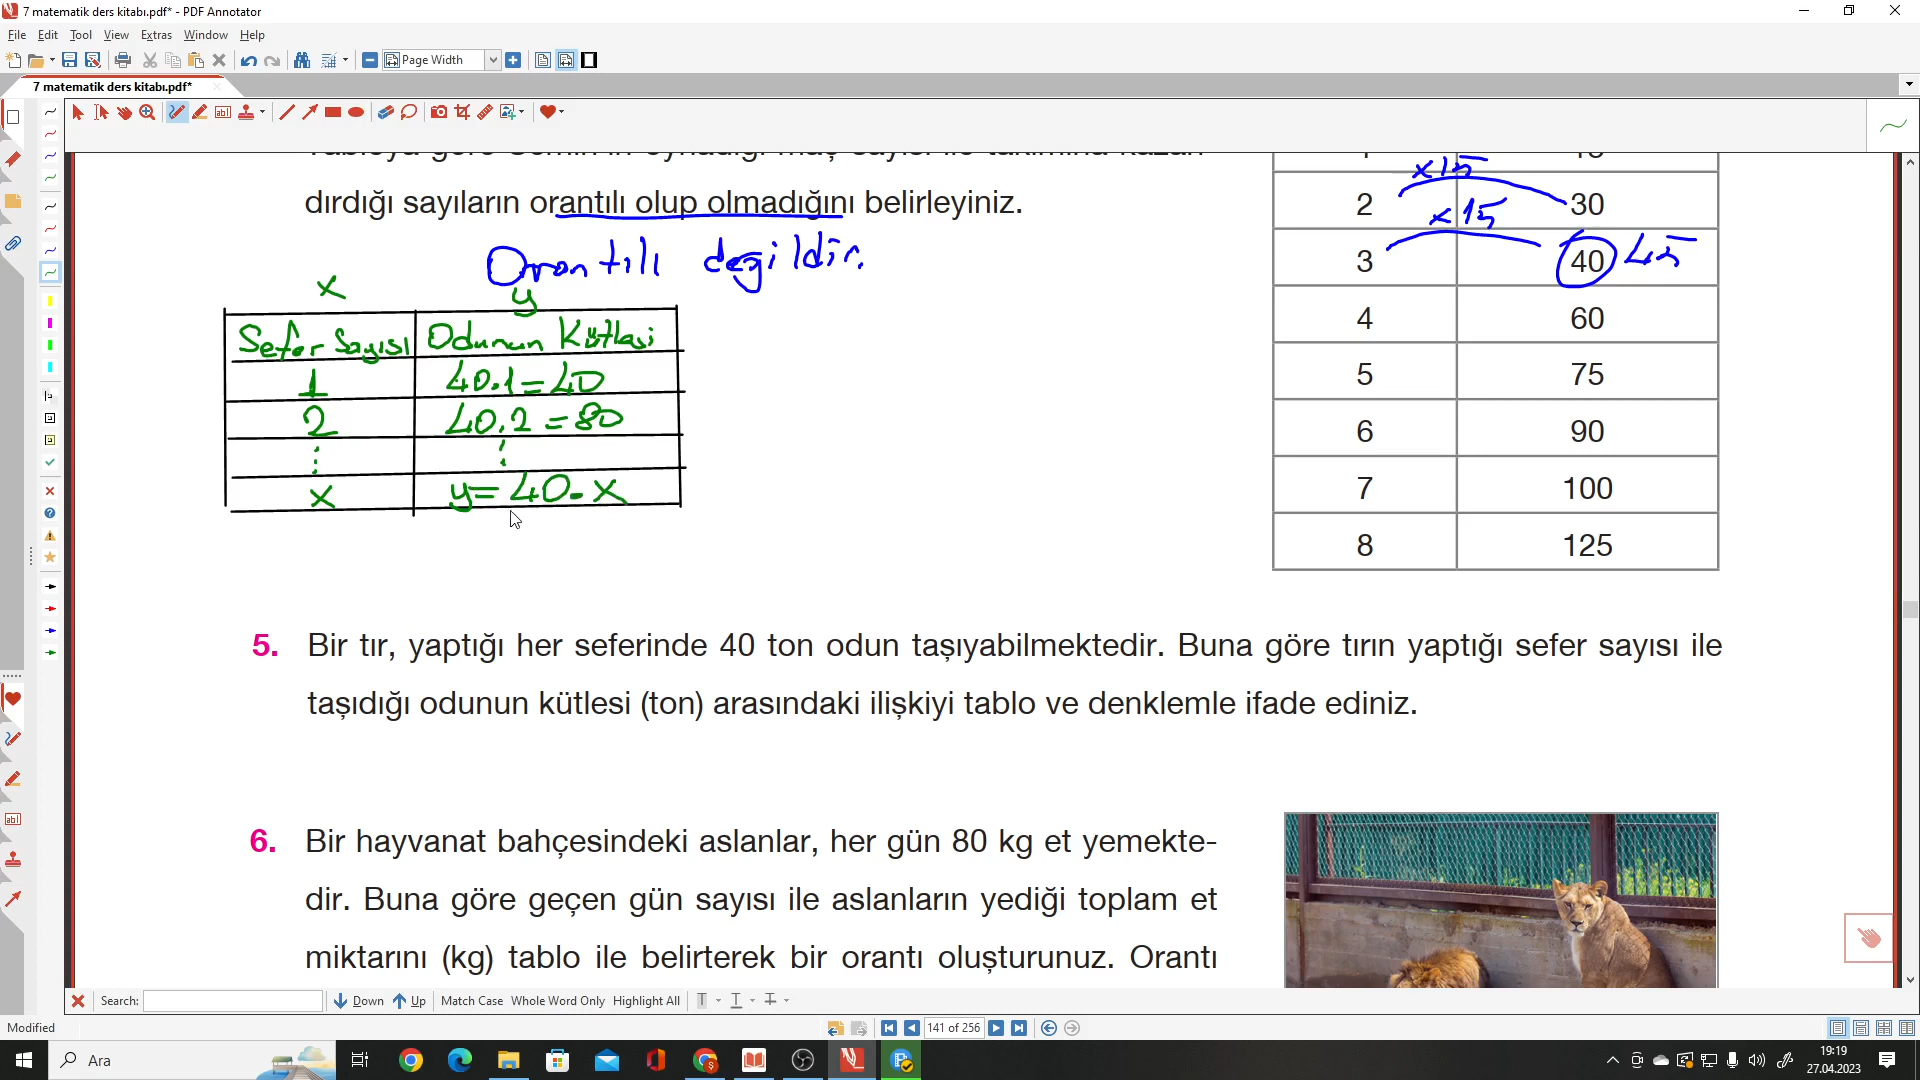 7 matematik ders kitabı.pdf* - PDF Annotator
File Edit Tool View Extras Window Help
Page Width
7 matematik ders kitabı.pdf*
dırdığı sayıların orantılı olup olmadığını belirleyiniz.
Orantılı değildir.
x y
Sefer Sayısı Odunun Kütlesi
1 40.1=40
2 40.2=80
⋮ ⋮
x y=40.x
x15
2 30
x15
3 40 45
4 60
5 75
6 90
7 100
8 125
5. Bir tır, yaptığı her seferinde 40 ton odun taşıyabilmektedir. Buna göre tırın yaptığı sefer sayısı ile
taşıdığı odunun kütlesi (ton) arasındaki ilişkiyi tablo ve denklemle ifade ediniz.
6. Bir hayvanat bahçesindeki aslanlar, her gün 80 kg et yemekte-
dir. Buna göre geçen gün sayısı ile aslanların yediği toplam et
miktarını (kg) tablo ile belirterek bir orantı oluşturunuz. Orantı
Search: Down Up Match Case Whole Word Only Highlight All
Modified 141 of 256
Ara
19:19
27.04.2023